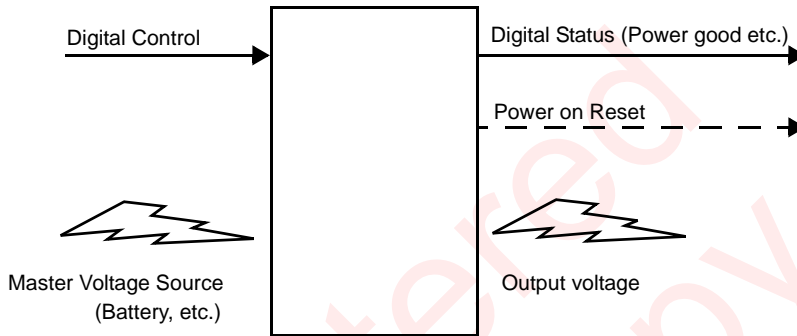 Digital Control
Digital Status (Power good etc.)
Power on Reset
Master Voltage Source
(Battery, etc.)
Output voltage